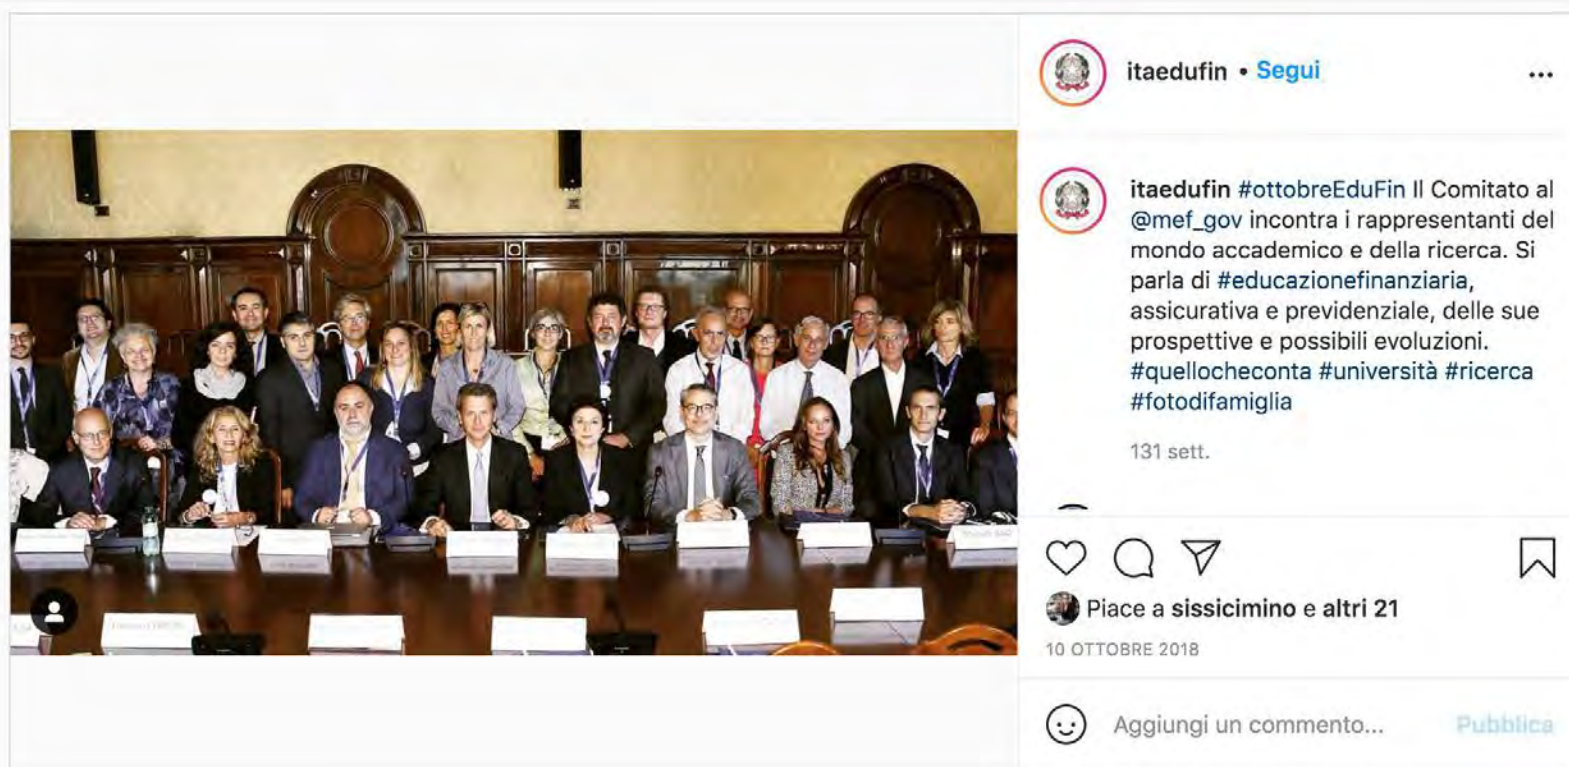 itaedufin • Segui
itaedufin #ottobreEduFin Il Comitato al
@mef_gov incontra i rappresentanti del
mondo accademico e della ricerca. Si
parla di #educazionefinanziaria,
assicurativa e previdenziale, delle sue
prospettive e possibili evoluzioni.
#quellocheconta #università #ricerca
#fotodifamiglia
131 sett.
Piace a sissicimino e altri 21
10 OTTOBRE 2018
Aggiungi un commento... Pubblica